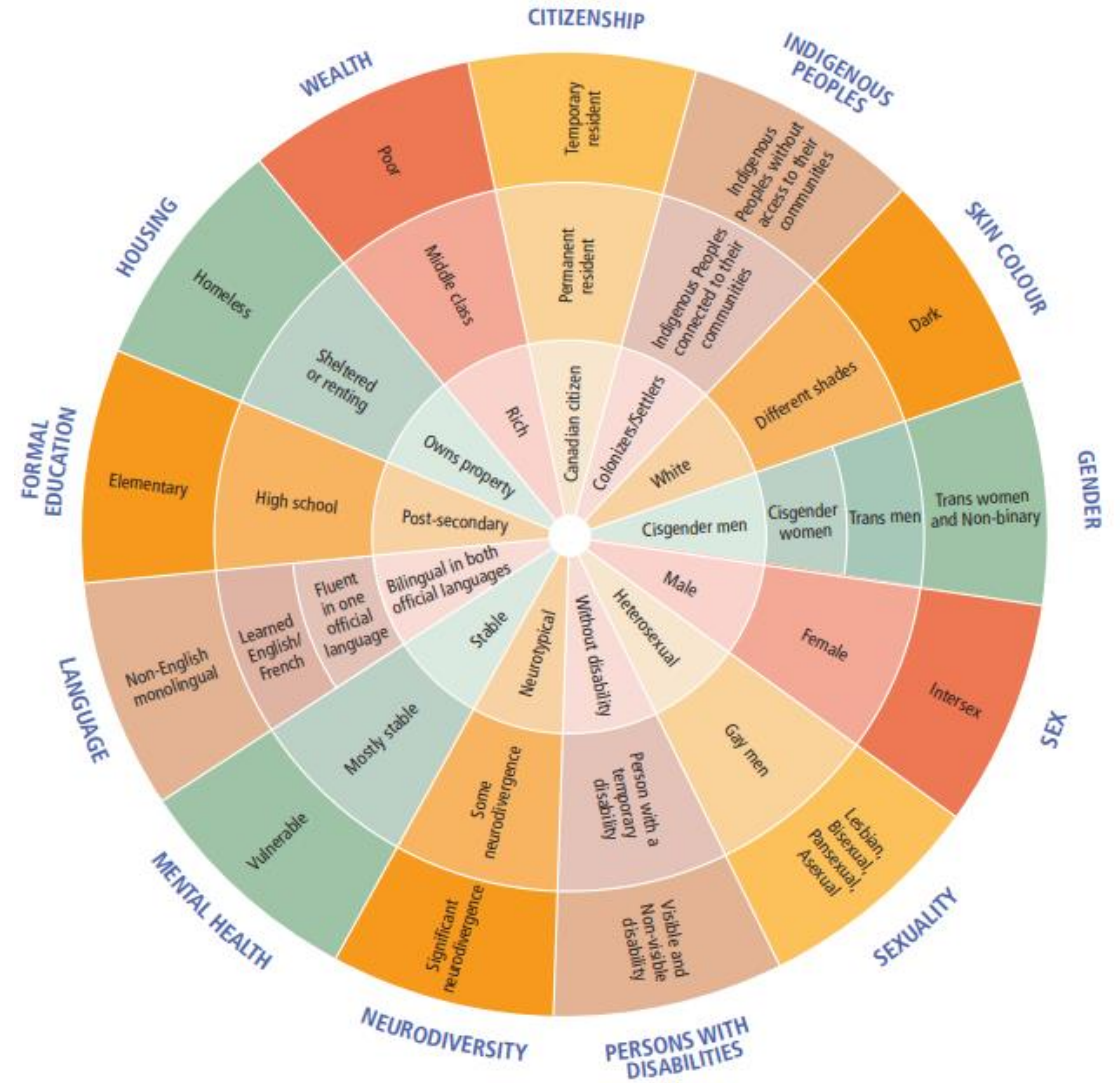 CITIZENSHIP
Temporary
resident
Permanent
resident
Canadian citizen
INDIGENOUS
PEOPLES
Indigenous
Peoples without
access to their
communities
Indigenous Peoples
connected to their
communities
Colonizers/Settlers
SKIN COLOUR
Dark
Different shades
White
GENDER
Trans women
and Non-binary
Trans men
Cisgender
women
Cisgender men
SEX
Intersex
Female
Male
SEXUALITY
Lesbian,
Bisexual,
Pansexual,
Asexual
Gay men
Heterosexual
PERSONS WITH
DISABILITIES
Visible and
Non-visible
disability
Person with a
temporary
disability
Without disability
NEURODIVERSITY
Significant
neurodivergence
Some
neurodivergence
Neurotypical
MENTAL HEALTH
Vulnerable
Mostly stable
Stable
LANGUAGE
Non-English
monolingual
Learned
English/
French
Fluent
in one
official
language
Bilingual in both
official languages
FORMAL
EDUCATION
Elementary
High school
Post-secondary
HOUSING
Homeless
Sheltered
or renting
Owns property
WEALTH
Poor
Middle class
Rich